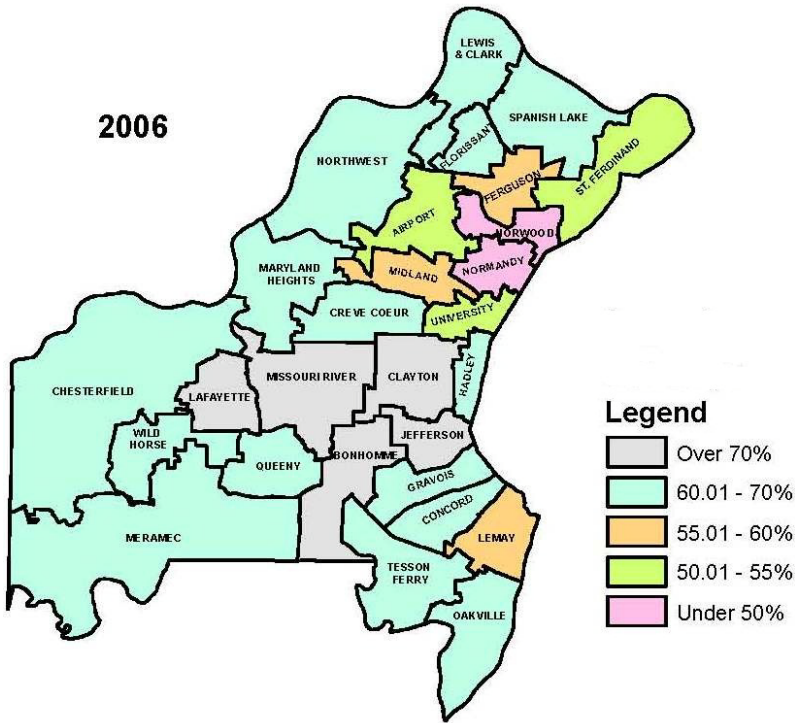 2006
LEWIS
& CLARK
SPANISH LAKE
FLORISSANT
NORTHWEST
FERGUSON
ST. FERDINAND
AIRPORT
NORWOOD
NORMANDY
MIDLAND
MARYLAND
HEIGHTS
CREVE COEUR
UNIVERSITY
HADLEY
CHESTERFIELD
LAFAYETTE
MISSOURI RIVER
CLAYTON
WILD
HORSE
QUEENY
BONHOMME
JEFFERSON
GRAVOIS
CONCORD
MERAMEC
LEMAY
TESSON
FERRY
OAKVILLE
Legend
Over 70%
60.01 - 70%
55.01 - 60%
50.01 - 55%
Under 50%